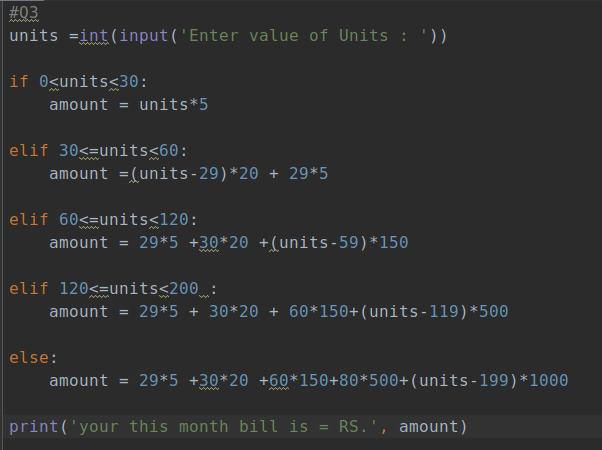 #Q3
units =int(input('Enter value of Units : '))
if 0<units<30:
    amount = units*5
elif 30<=units<60:
    amount =(units-29)*20 + 29*5
elif 60<=units<120:
    amount = 29*5 +30*20 +(units-59)*150
elif 120<=units<200 :
    amount = 29*5 + 30*20 + 60*150+(units-119)*500
else:
    amount = 29*5 +30*20 +60*150+80*500+(units-199)*1000
print('your this month bill is = RS.', amount)